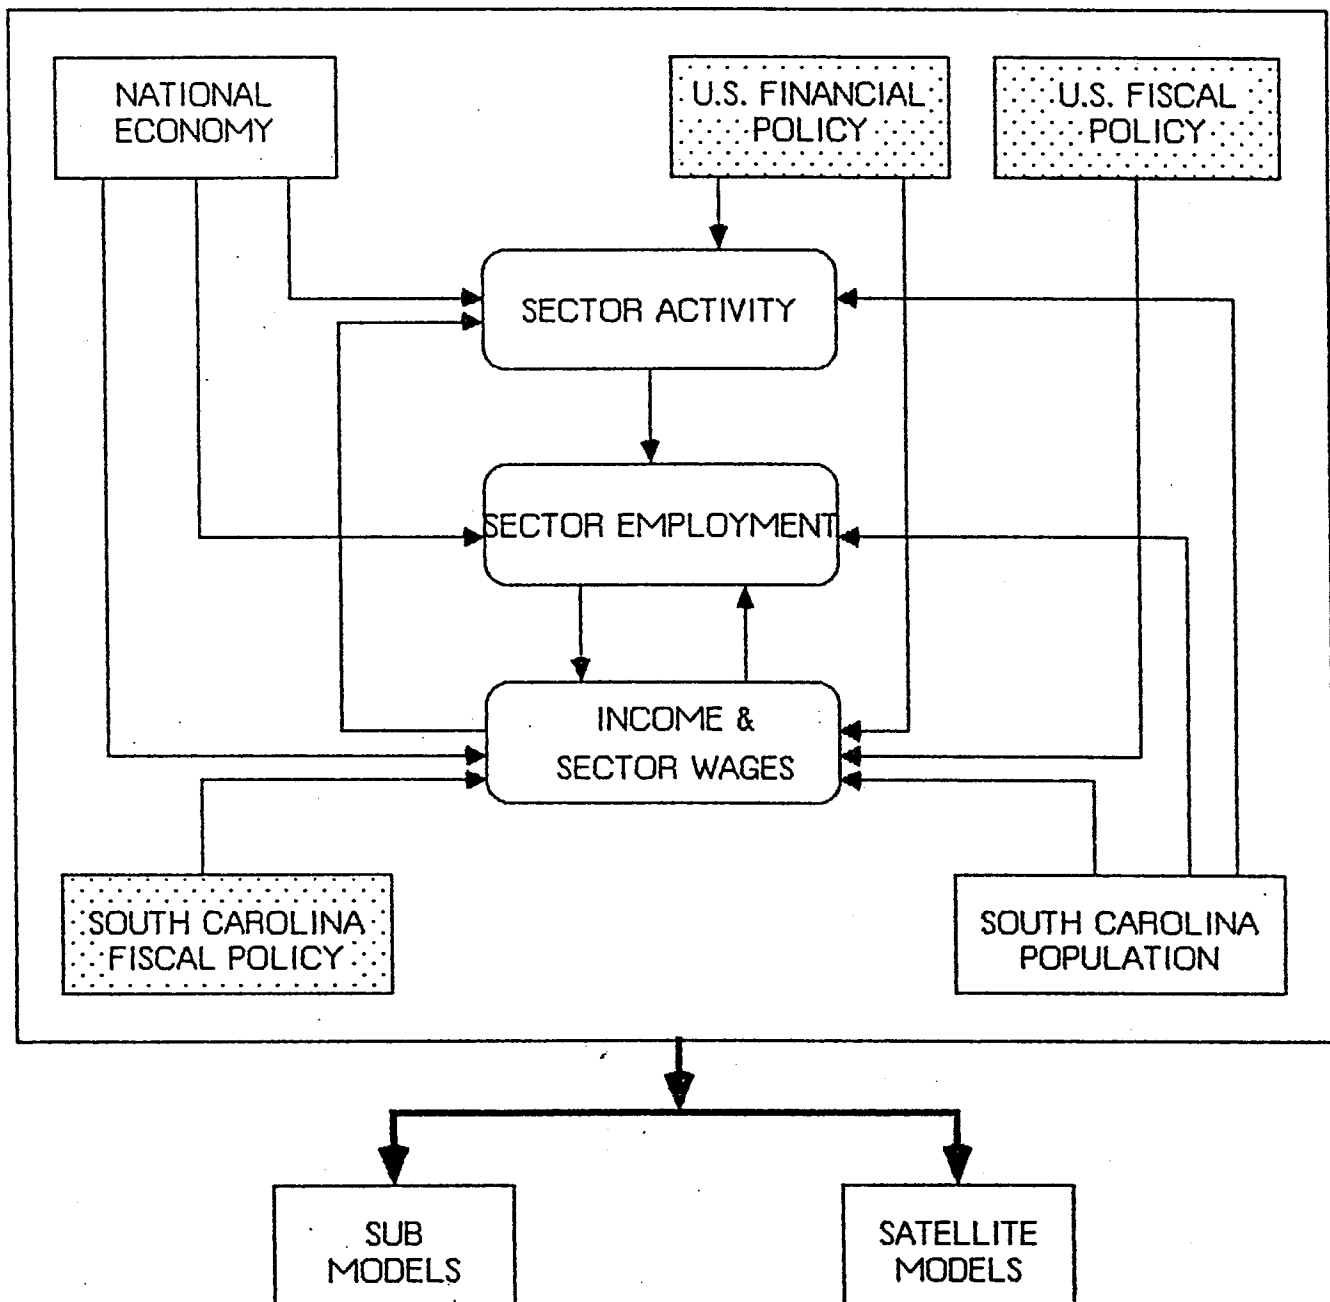 NATIONAL
ECONOMY
U.S. FINANCIAL
POLICY
U.S. FISCAL
POLICY
SECTOR ACTIVITY
SECTOR EMPLOYMENT
INCOME &
SECTOR WAGES
SOUTH CAROLINA
FISCAL POLICY
SOUTH CAROLINA
POPULATION
SUB
MODELS
SATELLITE
MODELS